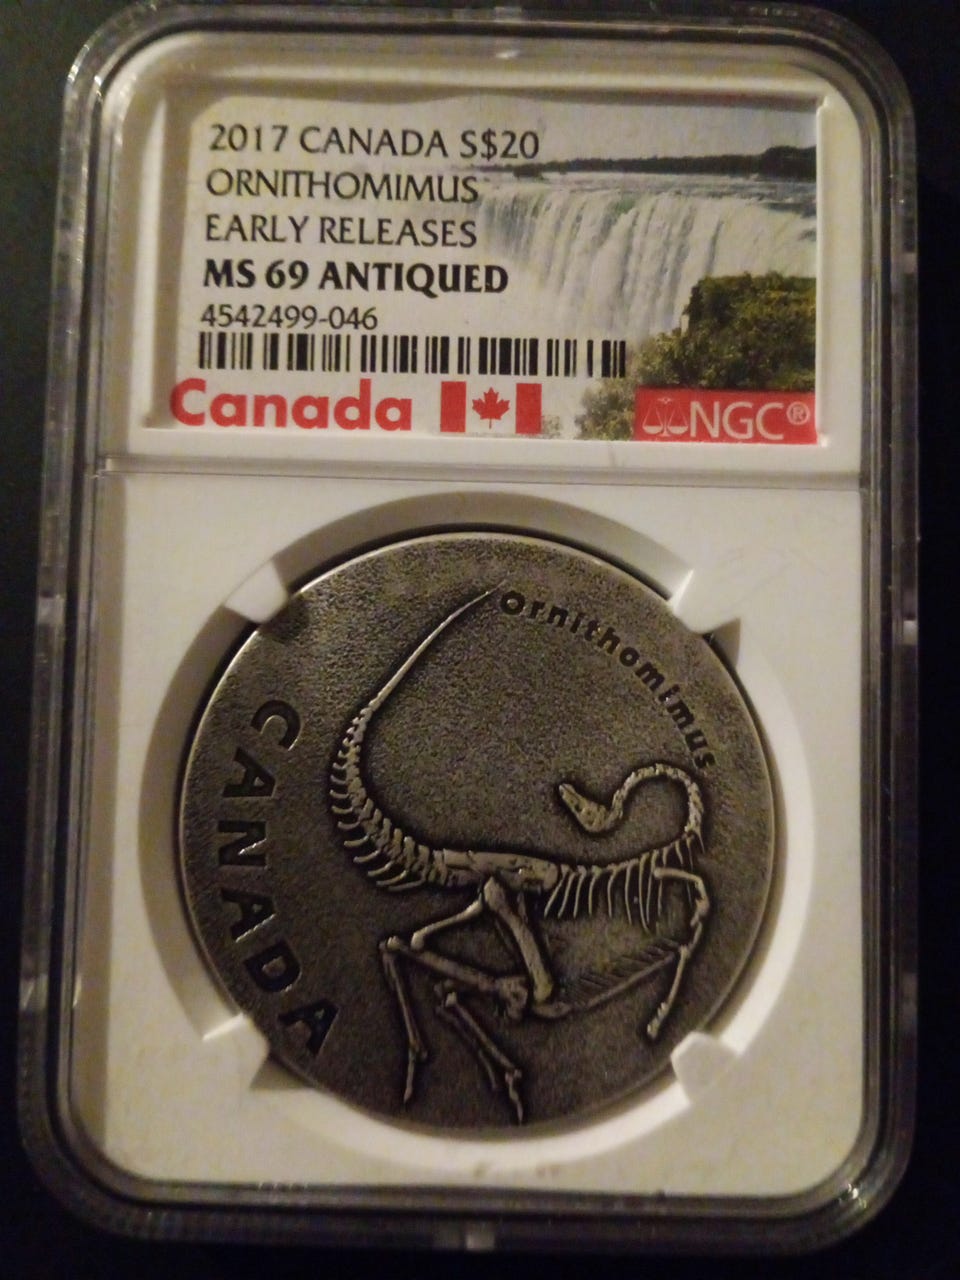 2017 CANADA S$20
ORNITHOMIMUS
EARLY RELEASES
MS 69 ANTIQUED
4542499-046
Canada
NGC®
Ornithomimus
CANADA